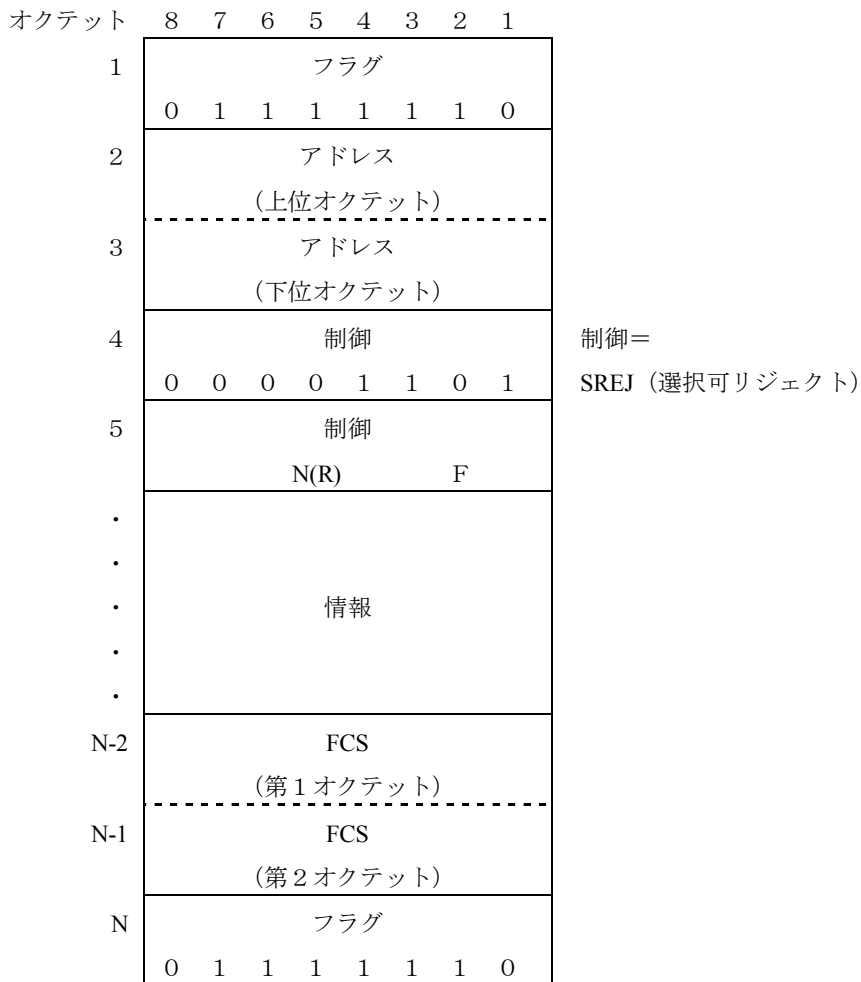 オクテット ８ ７ ６ ５ ４ ３ ２ １
１ フラグ
０ １ １ １ １ １ １ ０
２ アドレス
（上位オクテット）
３ アドレス
（下位オクテット）
４ 制御 制御＝
０ ０ ０ ０ １ １ ０ １ SREJ（選択可リジェクト）
５ 制御
N(R) Ｆ
・
・
・ 情報
・
・
N-2 FCS
（第１オクテット）
N-1 FCS
（第２オクテット）
N フラグ
０ １ １ １ １ １ １ ０